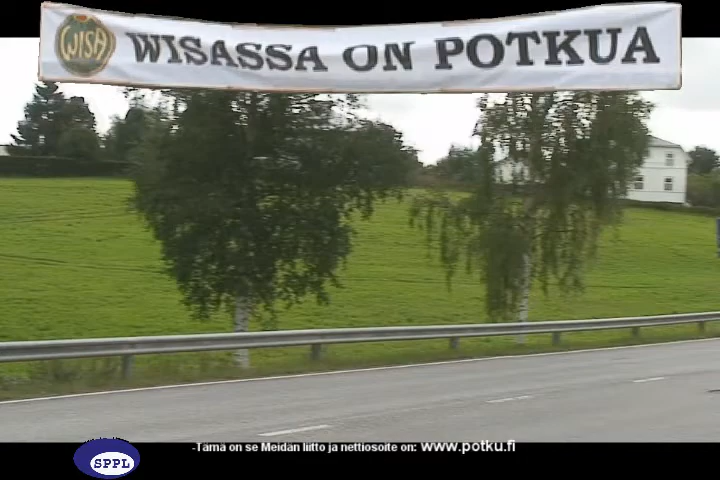 WISA
WISASSA ON POTKUA
-Tämä on se Meidän liitto ja nettiosoite on: www.potku.fi
SPPL